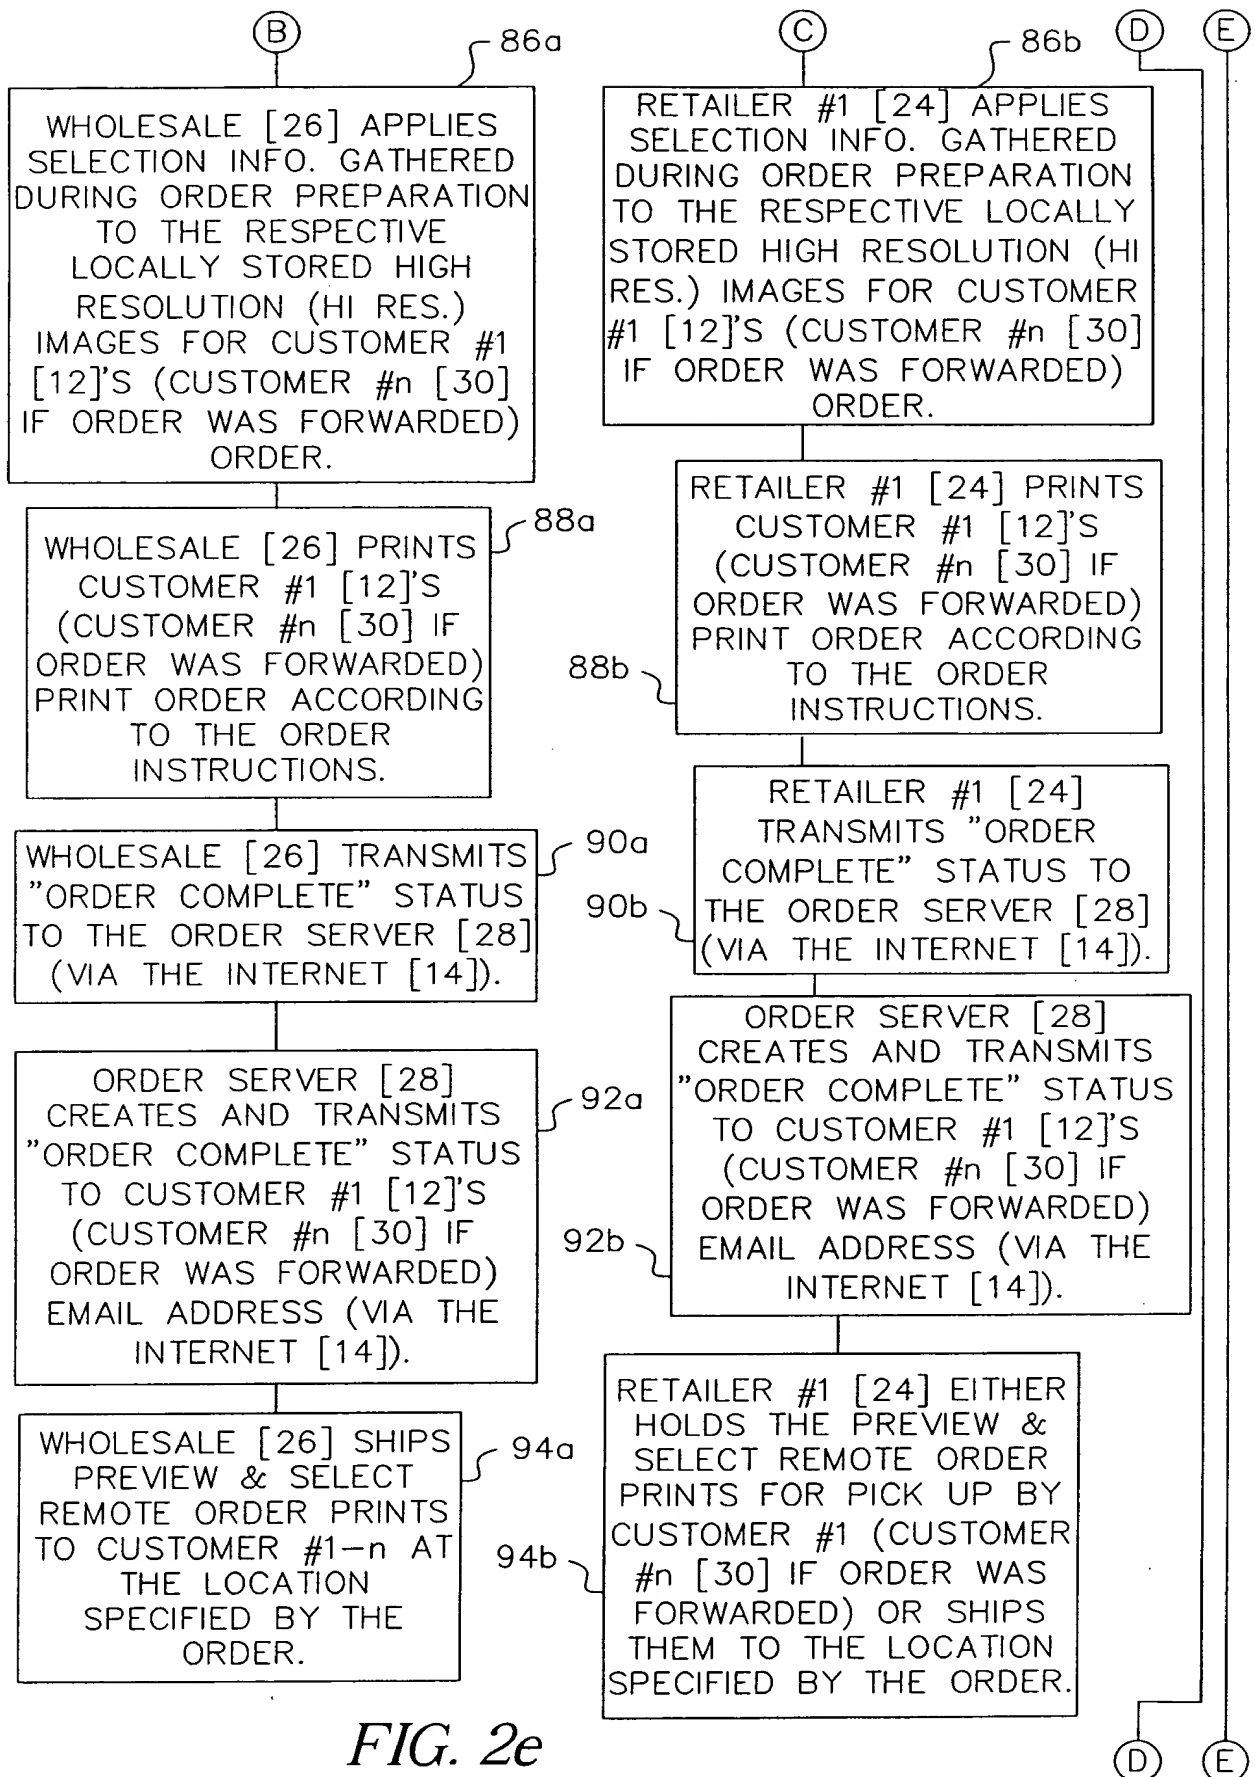 B
86a
WHOLESALE [26] APPLIES
SELECTION INFO. GATHERED
DURING ORDER PREPARATION
TO THE RESPECTIVE
LOCALLY STORED HIGH
RESOLUTION (HI RES.)
IMAGES FOR CUSTOMER #1
[12]'S (CUSTOMER #n [30]
IF ORDER WAS FORWARDED)
ORDER.
88a
WHOLESALE [26] PRINTS
CUSTOMER #1 [12]'S
(CUSTOMER #n [30] IF
ORDER WAS FORWARDED)
PRINT ORDER ACCORDING
TO THE ORDER
INSTRUCTIONS.
90a
WHOLESALE [26] TRANSMITS
"ORDER COMPLETE" STATUS
TO THE ORDER SERVER [28]
(VIA THE INTERNET [14]).
92a
ORDER SERVER [28]
CREATES AND TRANSMITS
"ORDER COMPLETE" STATUS
TO CUSTOMER #1 [12]'S
(CUSTOMER #n [30] IF
ORDER WAS FORWARDED)
EMAIL ADDRESS (VIA THE
INTERNET [14]).
94a
WHOLESALE [26] SHIPS
PREVIEW & SELECT
REMOTE ORDER PRINTS
TO CUSTOMER #1-n AT
THE LOCATION
SPECIFIED BY THE
ORDER.
C
86b
RETAILER #1 [24] APPLIES
SELECTION INFO. GATHERED
DURING ORDER PREPARATION
TO THE RESPECTIVE LOCALLY
STORED HIGH RESOLUTION (HI
RES.) IMAGES FOR CUSTOMER
#1 [12]'S (CUSTOMER #n [30]
IF ORDER WAS FORWARDED)
ORDER.
RETAILER #1 [24] PRINTS
CUSTOMER #1 [12]'S
(CUSTOMER #n [30] IF
ORDER WAS FORWARDED)
PRINT ORDER ACCORDING
TO THE ORDER
INSTRUCTIONS.
88b
RETAILER #1 [24]
TRANSMITS "ORDER
COMPLETE" STATUS TO
THE ORDER SERVER [28]
(VIA THE INTERNET [14]).
90b
ORDER SERVER [28]
CREATES AND TRANSMITS
"ORDER COMPLETE" STATUS
TO CUSTOMER #1 [12]'S
(CUSTOMER #n [30] IF
ORDER WAS FORWARDED)
EMAIL ADDRESS (VIA THE
INTERNET [14]).
92b
RETAILER #1 [24] EITHER
HOLDS THE PREVIEW &
SELECT REMOTE ORDER
PRINTS FOR PICK UP BY
CUSTOMER #1 (CUSTOMER
#n [30] IF ORDER WAS
FORWARDED) OR SHIPS
THEM TO THE LOCATION
SPECIFIED BY THE ORDER.
94b
D
E
D
E
FIG. 2e